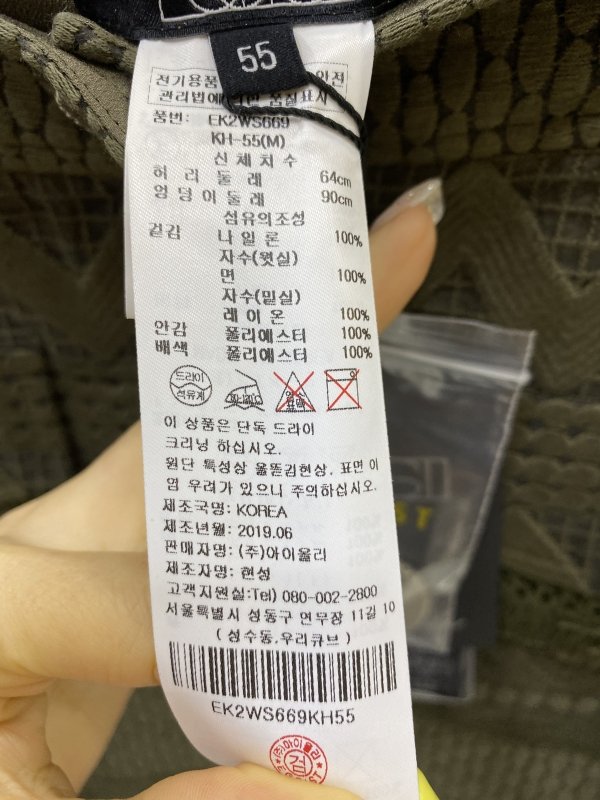 55
전기용품 안전
관리법에 의한 품질표시
품번: EK2WS669
KH-55(M)
신체치수
허리둘레 64cm
엉덩이둘레 90cm
섬유의조성
겉감 나일론 100%
자수(윗실)
면 100%
자수(밑실)
레이온 100%
안감 폴리에스터 100%
배색 폴리에스터 100%
드라이
석유계
이 상품은 단독 드라이
크리닝 하십시오.
원단 특성상 올뜯김현상, 표면 이
염 우려가 있으니 주의하십시오.
제조국명: KOREA
제조년월: 2019.06
판매자명: (주)아이올리
제조자명: 현성
고객지원실:Tel) 080-002-2800
서울특별시 성동구 연무장 11길 10
(성수동,우리큐브)
EK2WS669KH55
(주)아이올리
검